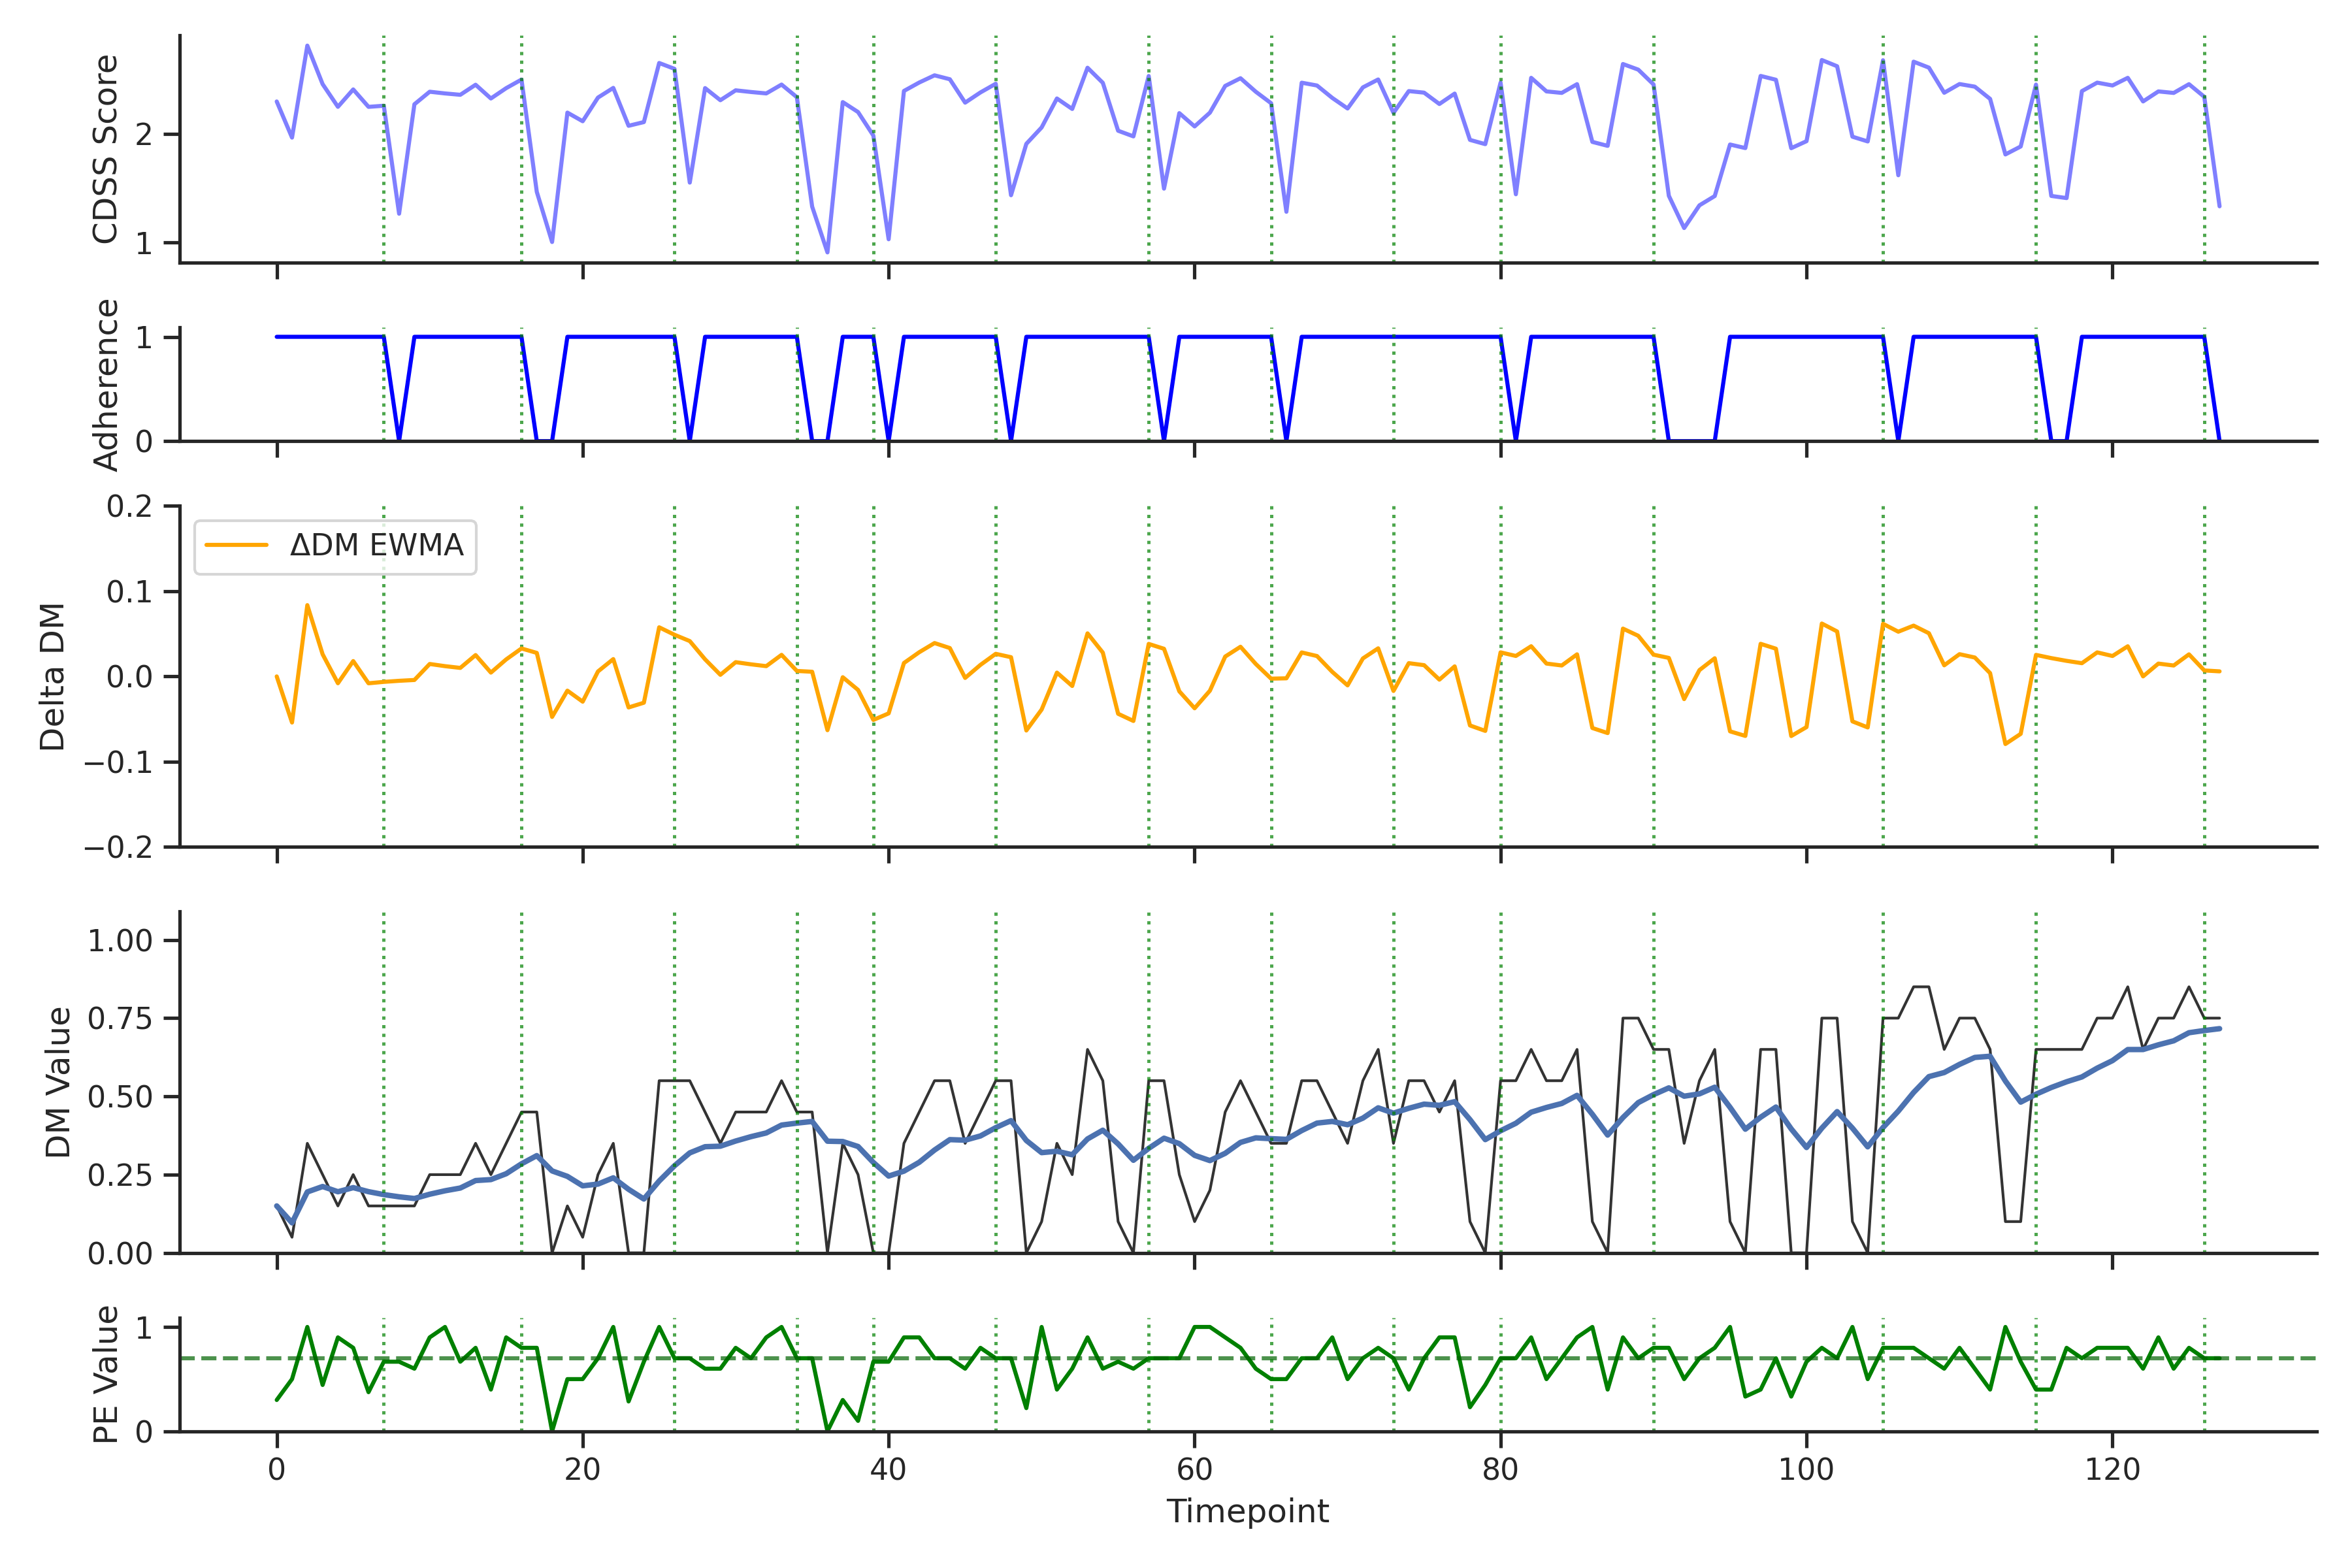 CDSS Score
2
1
Adherence
1
0
Delta DM
0.2
0.1
0.0
−0.1
−0.2
ΔDM EWMA
DM Value
1.00
0.75
0.50
0.25
0.00
PE Value
1
0
0 20 40 60 80 100 120
Timepoint